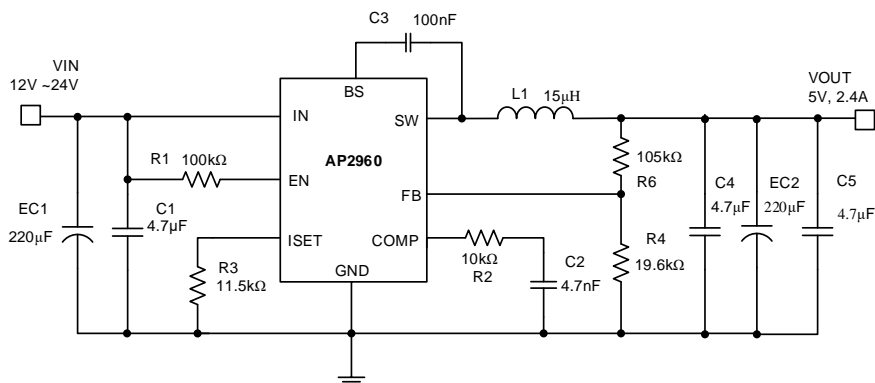 C3
100nF
VIN
12V ~24V
BS
IN
L1
15μH
SW
VOUT
5V, 2.4A
AP2960
R1
100kΩ
EN
105kΩ
R6
FB
C4
4.7μF
EC2
220μF
C5
4.7μF
EC1
220μF
C1
4.7μF
ISET
COMP
R3
11.5kΩ
10kΩ
R2
C2
4.7nF
R4
19.6kΩ
GND